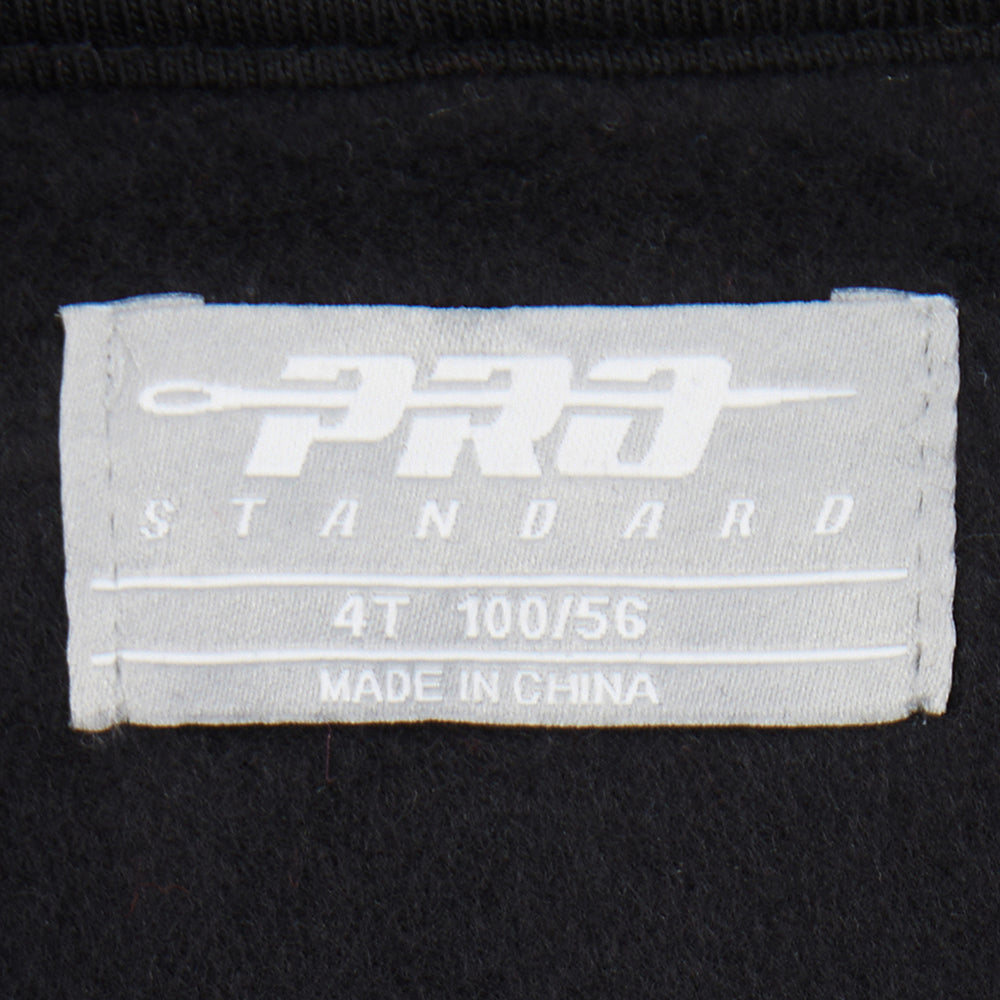 PRO
STANDARD
4T 100/56
MADE IN CHINA